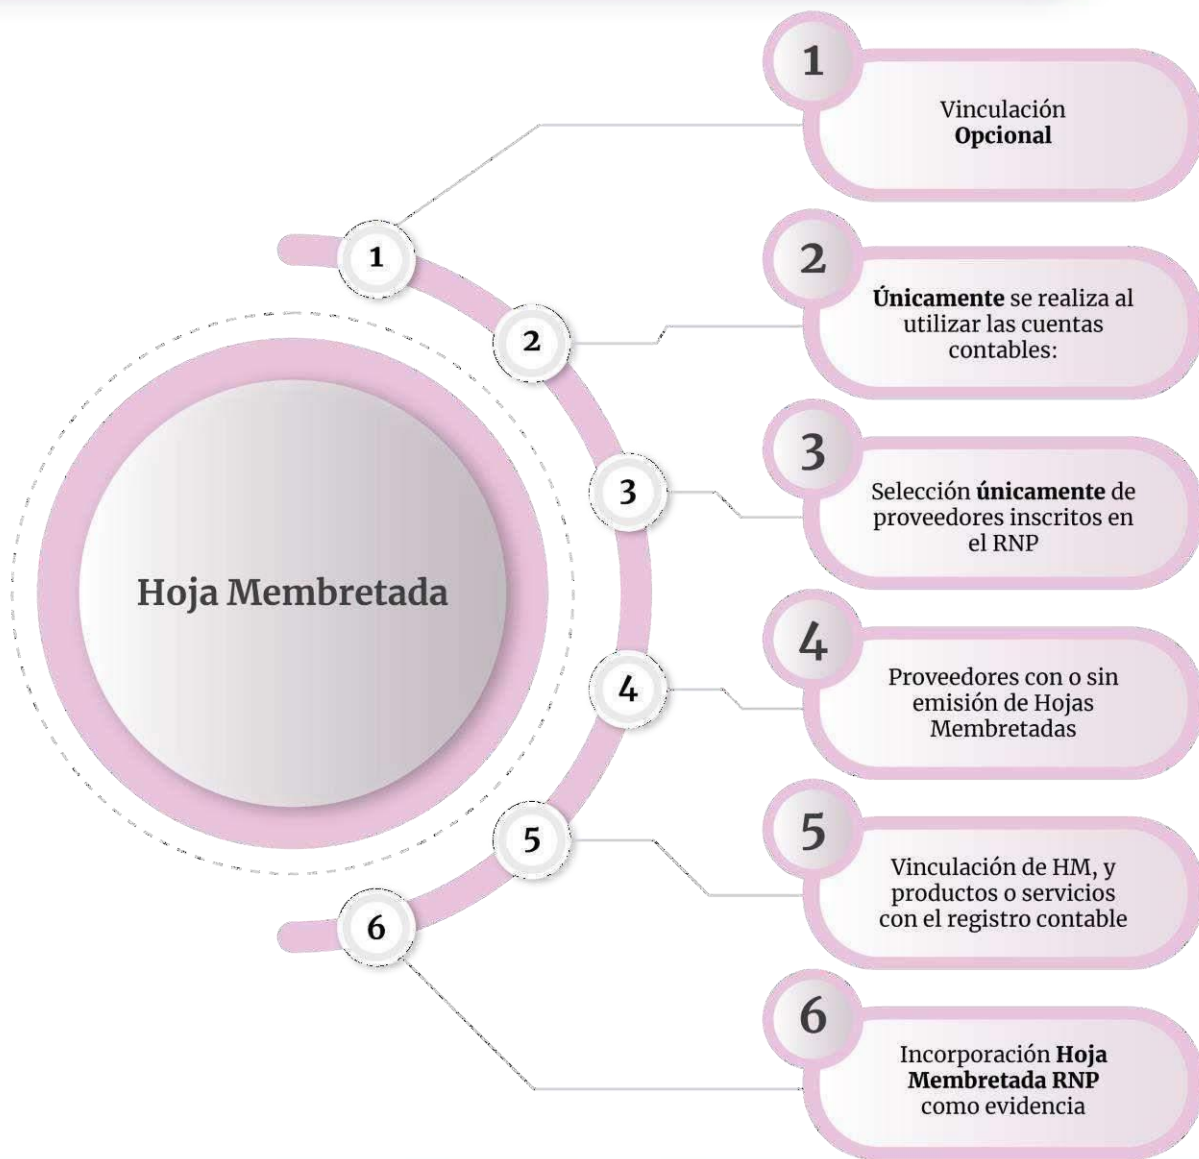 Hoja Membretada
1
2
3
4
5
6
1
Vinculación
Opcional
2
Únicamente se realiza al
utilizar las cuentas
contables:
3
Selección únicamente de
proveedores inscritos en
el RNP
4
Proveedores con o sin
emisión de Hojas
Membretadas
5
Vinculación de HM, y
productos o servicios
con el registro contable
6
Incorporación Hoja
Membretada RNP
como evidencia